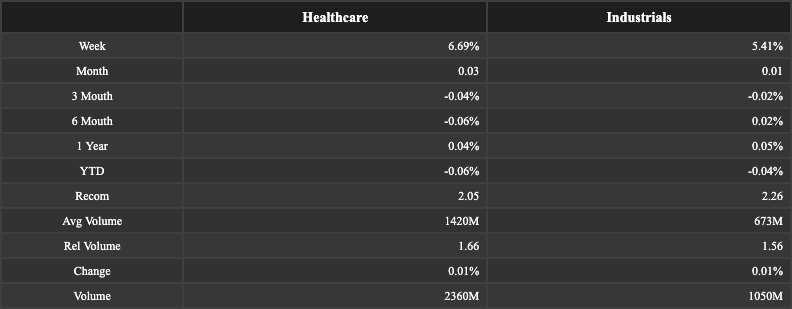 Healthcare Industrials
Week 6.69% 5.41%
Month 0.03 0.01
3 Mouth -0.04% -0.02%
6 Mouth -0.06% 0.02%
1 Year 0.04% 0.05%
YTD -0.06% -0.04%
Recom 2.05 2.26
Avg Volume 1420M 673M
Rel Volume 1.66 1.56
Change 0.01% 0.01%
Volume 2360M 1050M